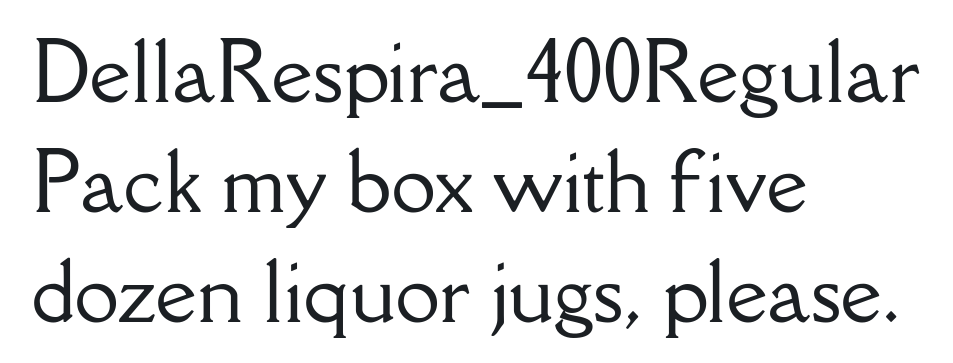 DellaRespira_400Regular
Pack my box with five
dozen liquor jugs, please.